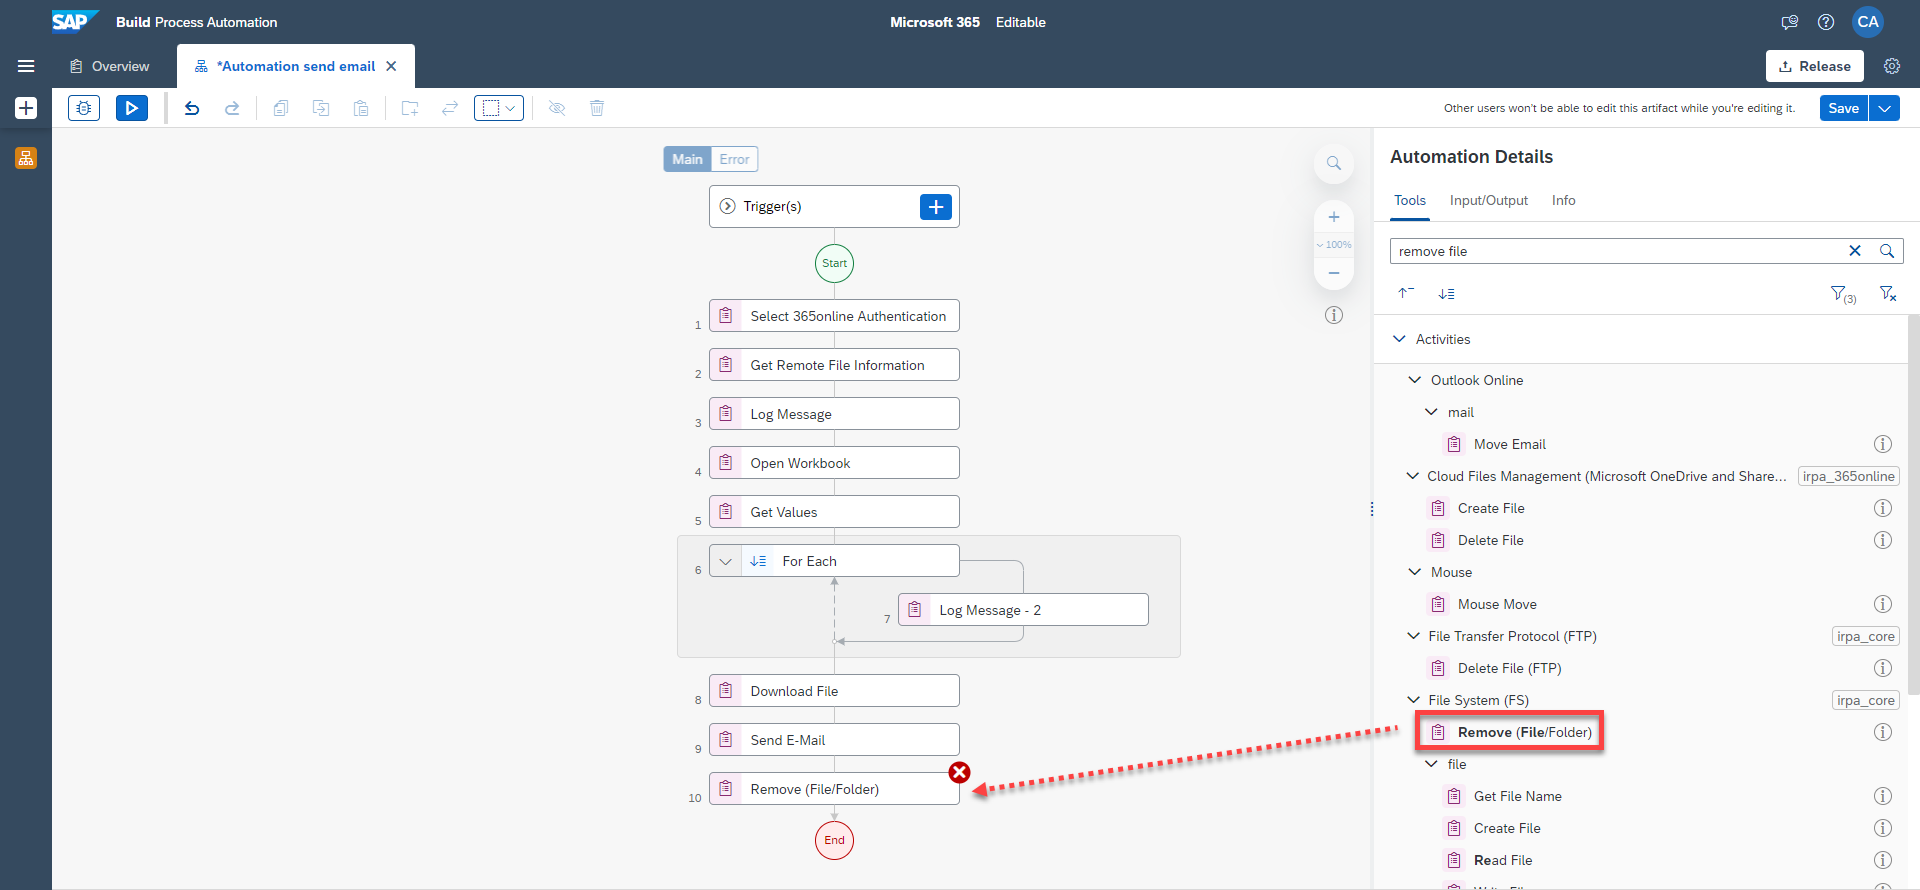 SAP Build Process Automation
Microsoft 365 Editable
CA
Overview
*Automation send email
Release
Other users won't be able to edit this artifact while you're editing it.
Save
Main Error
Trigger(s)
Start
1 Select 365online Authentication
2 Get Remote File Information
3 Log Message
4 Open Workbook
5 Get Values
6 For Each
7 Log Message - 2
8 Download File
9 Send E-Mail
10 Remove (File/Folder)
End
100%
Automation Details
Tools Input/Output Info
remove file
(3)
Activities
Outlook Online
mail
Move Email
Cloud Files Management (Microsoft OneDrive and Share... irpa_365online
Create File
Delete File
Mouse
Mouse Move
File Transfer Protocol (FTP) irpa_core
Delete File (FTP)
File System (FS) irpa_core
Remove (File/Folder)
file
Get File Name
Create File
Read File